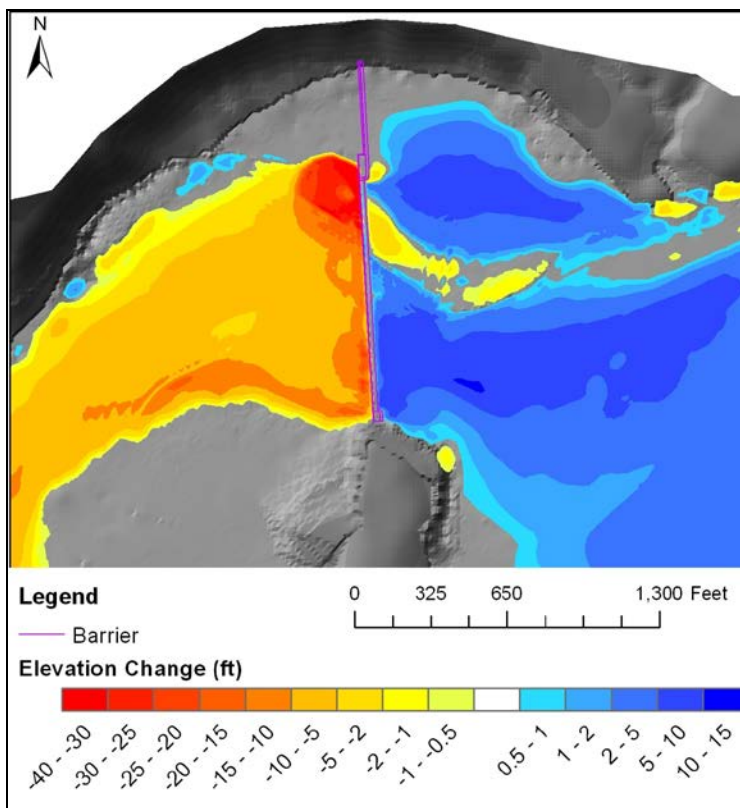 N
Legend
0 325 650 1,300 Feet
Barrier
Elevation Change (ft)
-40 - -30
-30 - -25
-25 - -20
-20 - -15
-15 - -10
-10 - -5
-5 - -2
-2 - -1
-1 - -0.5
0.5 - 1
1 - 2
2 - 5
5 - 10
10 - 15